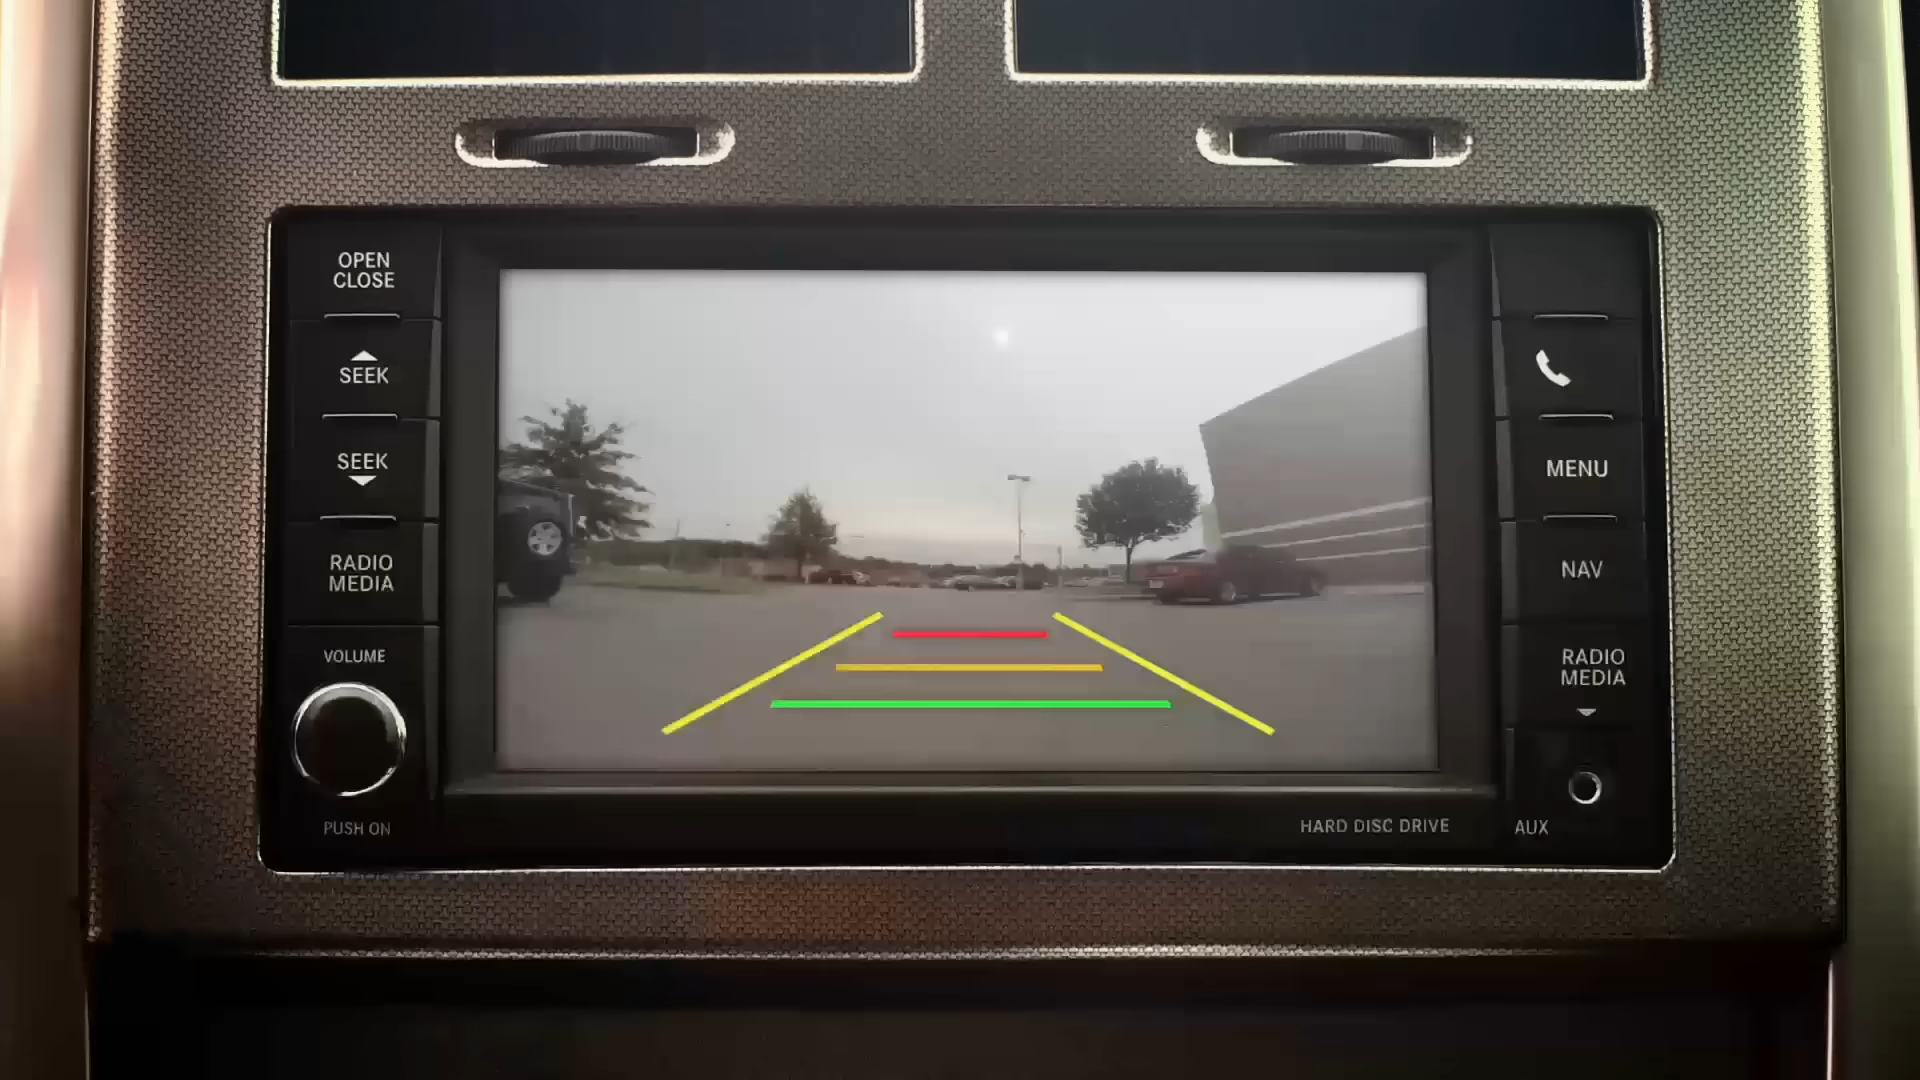 OPEN
CLOSE
SEEK
SEEK
RADIO
MEDIA
VOLUME
PUSH ON
MENU
NAV
RADIO
MEDIA
HARD DISC DRIVE
AUX